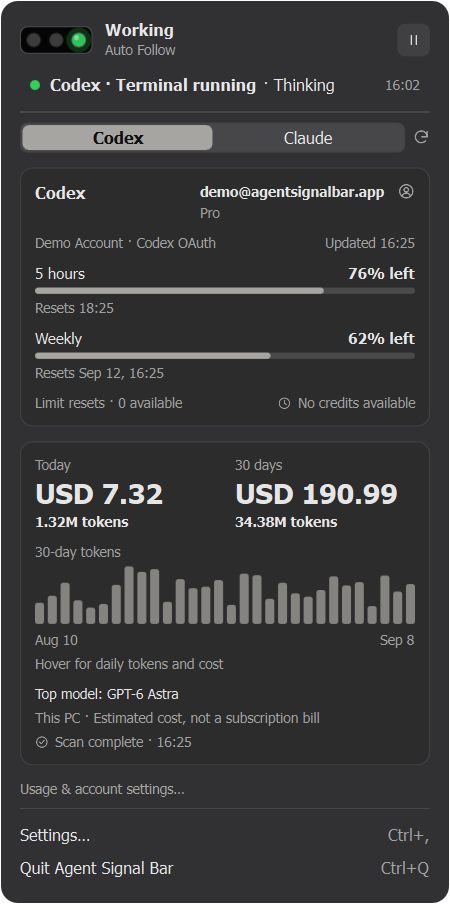 Working
Auto Follow
Codex · Terminal running · Thinking 16:02
Codex Claude
Codex demo@agentsignalbar.app
Pro
Demo Account · Codex OAuth Updated 16:25
5 hours 76% left
Resets 18:25
Weekly 62% left
Resets Sep 12, 16:25
Limit resets · 0 available No credits available
Today 30 days
USD 7.32 USD 190.99
1.32M tokens 34.38M tokens
30-day tokens
Aug 10 Sep 8
Hover for daily tokens and cost
Top model: GPT-6 Astra
This PC · Estimated cost, not a subscription bill
Scan complete · 16:25
Usage & account settings...
Settings... Ctrl+,
Quit Agent Signal Bar Ctrl+Q